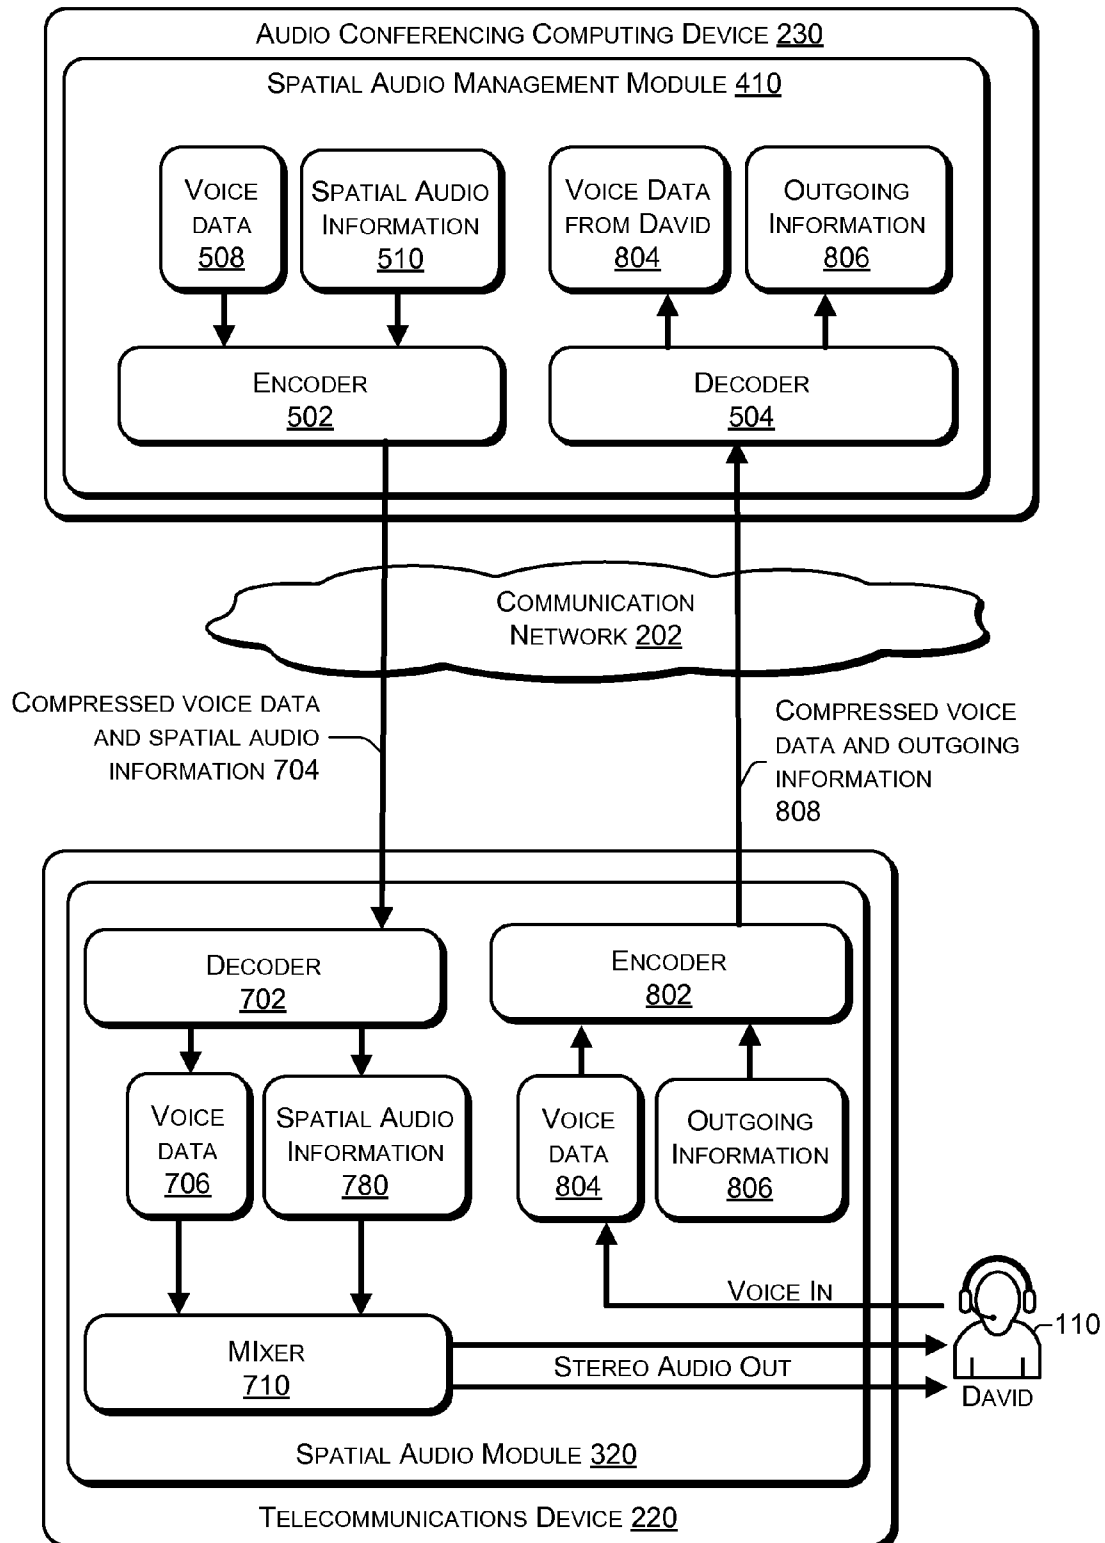 AUDIO CONFERENCING COMPUTING DEVICE 230
SPATIAL AUDIO MANAGEMENT MODULE 410
VOICE
DATA
508
SPATIAL AUDIO
INFORMATION
510
VOICE DATA
FROM DAVID
804
OUTGOING
INFORMATION
806
ENCODER
502
DECODER
504
COMMUNICATION
NETWORK 202
COMPRESSED VOICE DATA
AND SPATIAL AUDIO
INFORMATION 704
COMPRESSED VOICE
DATA AND OUTGOING
INFORMATION
808
DECODER
702
ENCODER
802
VOICE
DATA
706
SPATIAL AUDIO
INFORMATION
780
VOICE
DATA
804
OUTGOING
INFORMATION
806
VOICE IN
110
MIXER
710
STEREO AUDIO OUT
DAVID
SPATIAL AUDIO MODULE 320
TELECOMMUNICATIONS DEVICE 220